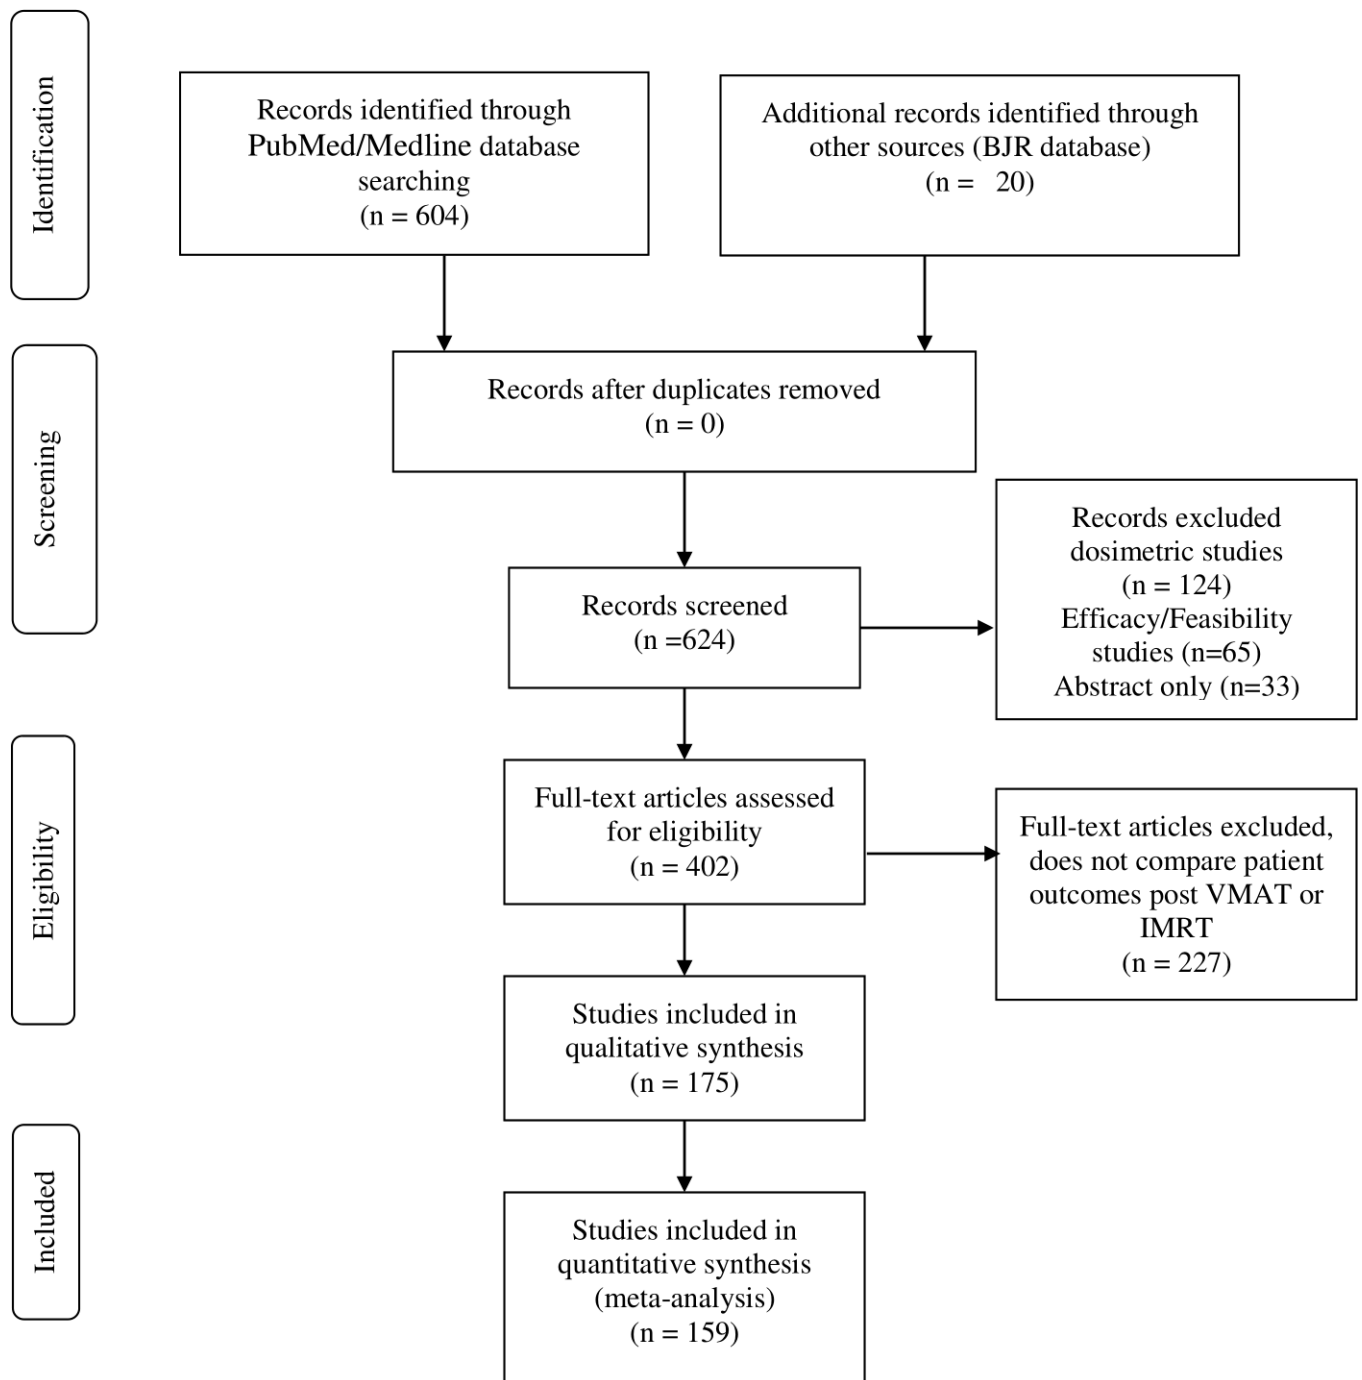 Identification
Records identified through
PubMed/Medline database
searching
(n = 604)
Additional records identified through
other sources (BJR database)
(n =   20)
Screening
Records after duplicates removed
(n = 0)
Records screened
(n =624)
Records excluded
dosimetric studies
(n = 124)
Efficacy/Feasibility
studies (n=65)
Abstract only (n=33)
Eligibility
Full-text articles assessed
for eligibility
(n = 402)
Full-text articles excluded,
does not compare patient
outcomes post VMAT or
IMRT
(n = 227)
Studies included in
qualitative synthesis
(n = 175)
Included
Studies included in
quantitative synthesis
(meta-analysis)
(n = 159)